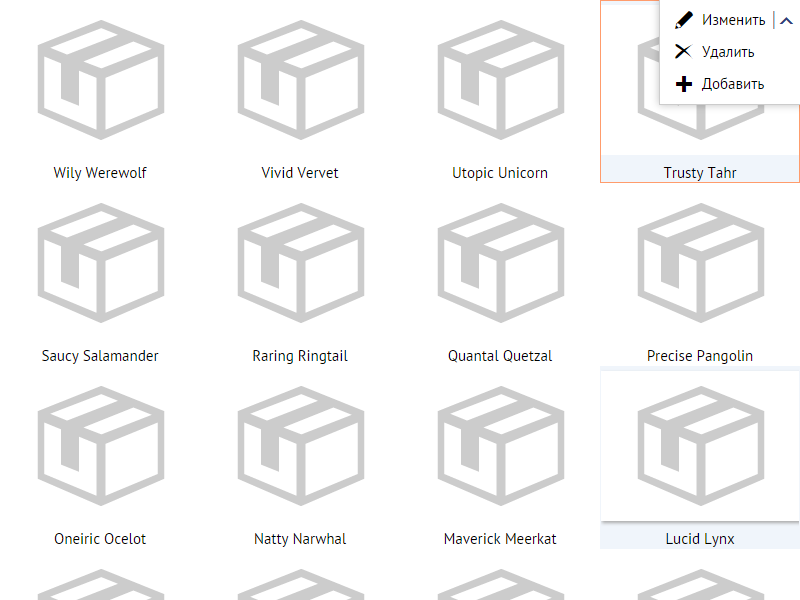 Изменить
Удалить
Добавить
Wily Werewolf
Vivid Vervet
Utopic Unicorn
Trusty Tahr
Saucy Salamander
Raring Ringtail
Quantal Quetzal
Precise Pangolin
Oneiric Ocelot
Natty Narwhal
Maverick Meerkat
Lucid Lynx